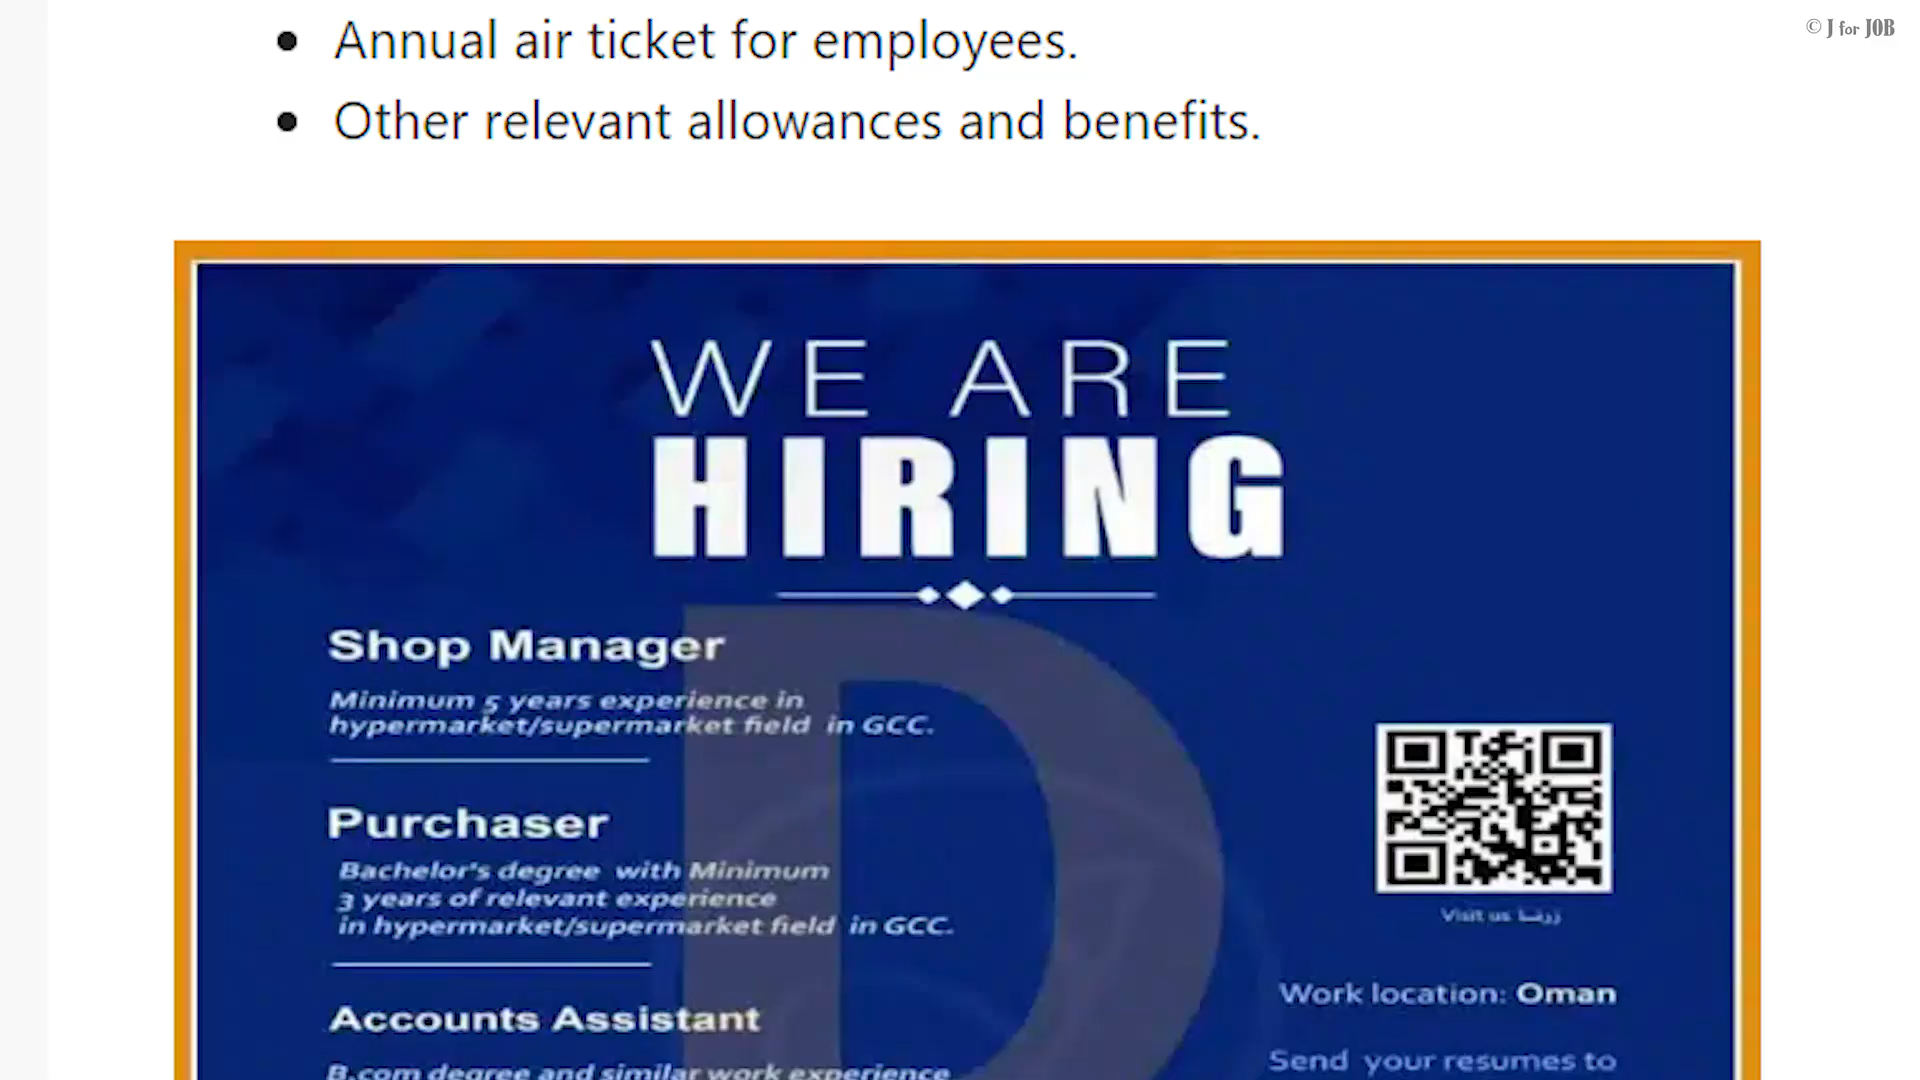 © J for JOB
• Annual air ticket for employees.
• Other relevant allowances and benefits.
WE ARE
HIRING
Shop Manager
Minimum 5 years experience in
hypermarket/supermarket field in GCC.
Purchaser
Bachelor's degree with Minimum
3 years of relevant experience
in hypermarket/supermarket field in GCC.
Accounts Assistant
B.com degree and similar work experience
D
Visit us زرنا
Work location: Oman
Send your resumes to